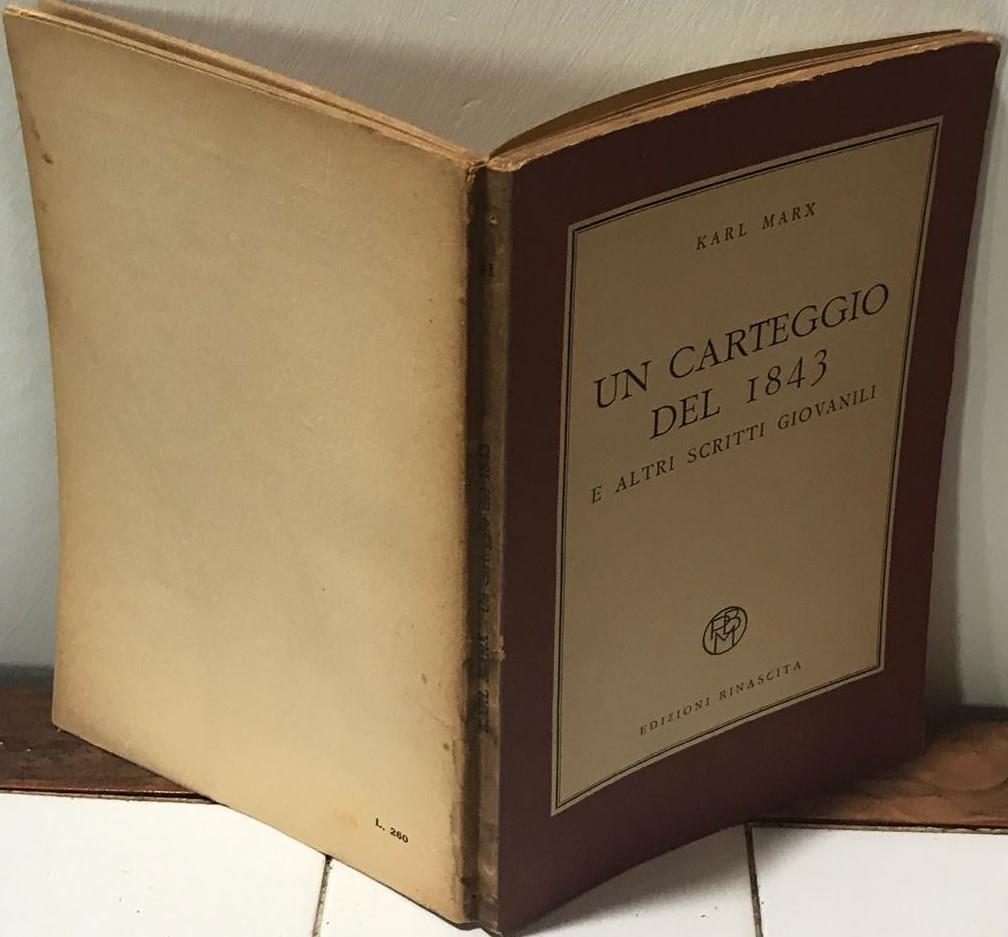 KARL MARX
UN CARTEGGIO
DEL 1843
E ALTRI SCRITTI GIOVANILI
EDIZIONI RINASCITA
L. 260